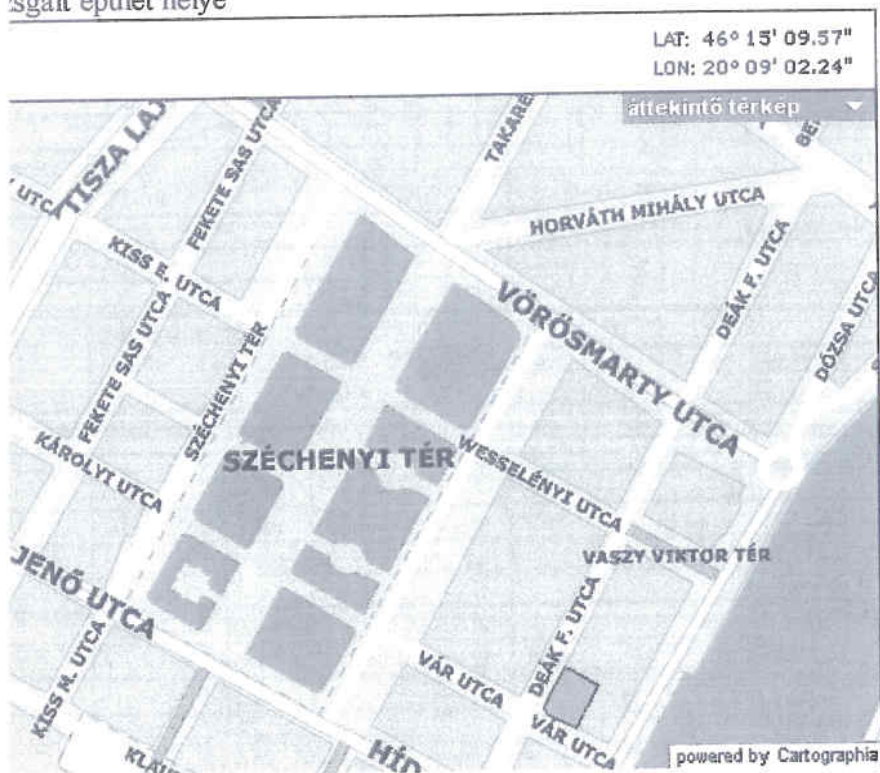 épület helye
LAT: 46° 15' 09.57"
LON: 20° 09' 02.24"
áttekintő térkép
TISZA LAJ
FEKETE SAS UTCA
TAKARÉ
UTCA
HORVÁTH MIHÁLY UTCA
KISS E. UTCA
DEÁK F. UTCA
VÖRÖSMARTY UTCA
DÓZSA UTCA
FEKETE SAS UTCA
SZÉCHENYI TÉR
KÁROLYI UTCA
SZÉCHENYI TÉR
WESSELÉNYI UTCA
VASZY VIKTOR TÉR
JENŐ UTCA
DEÁK F. UTCA
KISS M. UTCA
VÁR UTCA
VÁR UTCA
HÍD
KLAU
powered by Cartographia